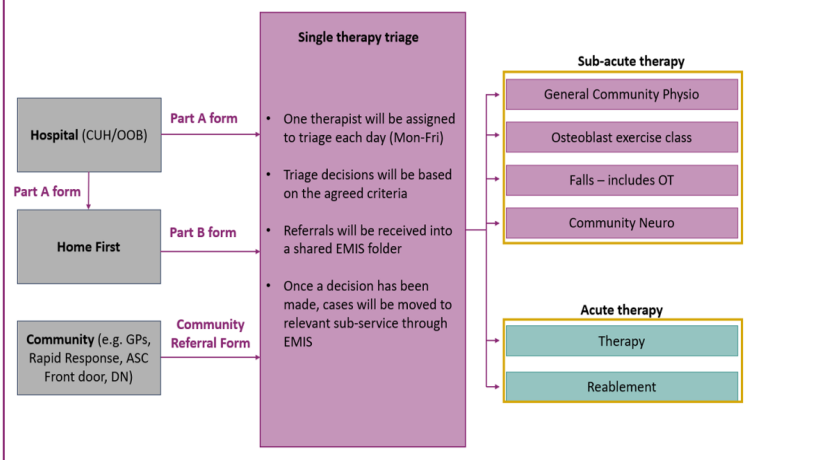 Single therapy triage
Sub-acute therapy
General Community Physio
Hospital (CUH/OOB)
Part A form
• One therapist will be assigned
to triage each day (Mon-Fri)
Osteoblast exercise class
• Triage decisions will be based
on the agreed criteria
Falls – includes OT
Part A form
Community Neuro
Home First
Part B form
• Referrals will be received into
a shared EMIS folder
• Once a decision has been
made, cases will be moved to
relevant sub-service through
EMIS
Community (e.g. GPs,
Rapid Response, ASC
Front door, DN)
Community
Referral Form
Acute therapy
Therapy
Reablement